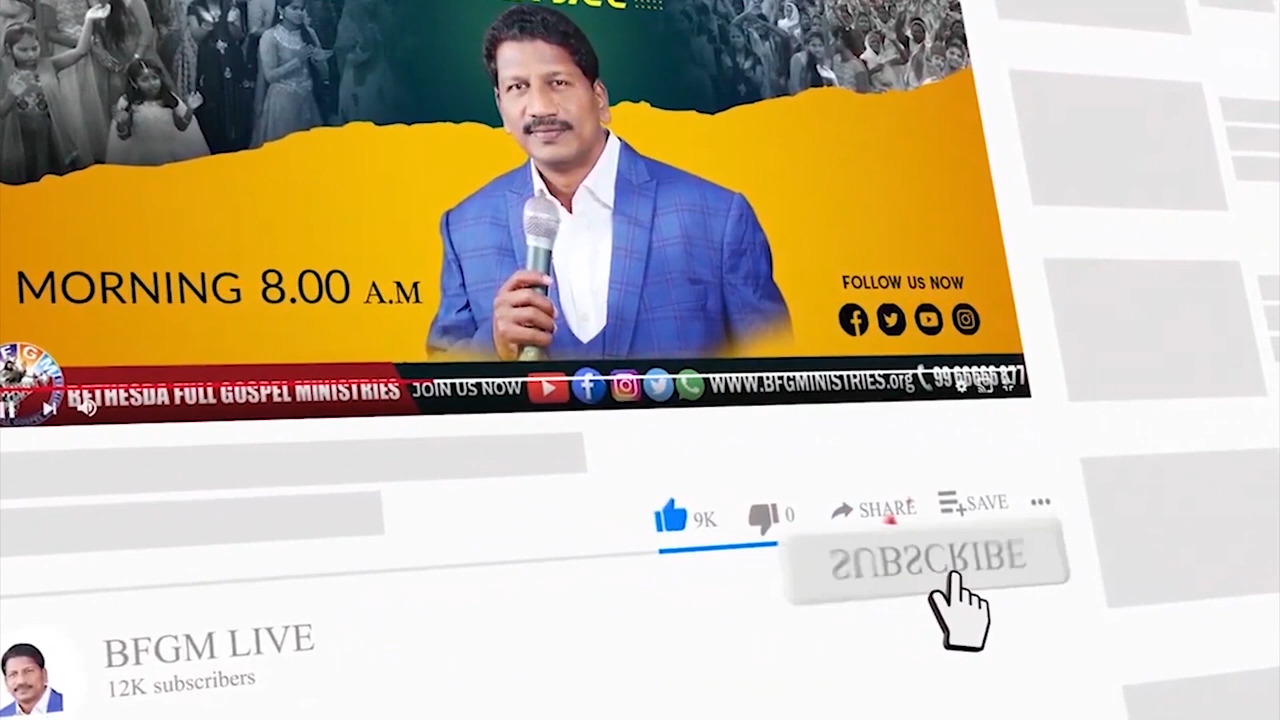 MORNING 8.00 A.M
FOLLOW US NOW
BETHESDA FULL GOSPEL MINISTRIES
JOIN US NOW
WWW.BFGMINISTRIES.org
9K
0
SHARE
SAVE
SUBSCRIBE
BFGM LIVE
12K subscribers